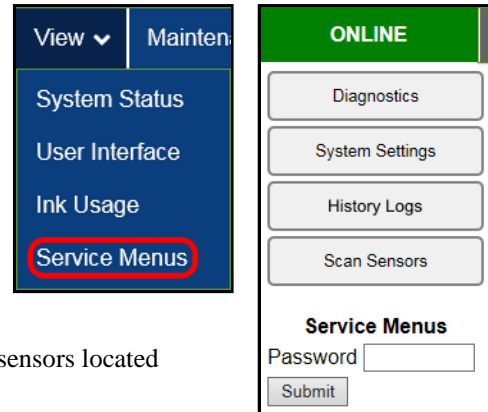 View Mainten
System Status
User Interface
Ink Usage
Service Menus
ONLINE
Diagnostics
System Settings
History Logs
Scan Sensors
Service Menus
Password
Submit
sensors located